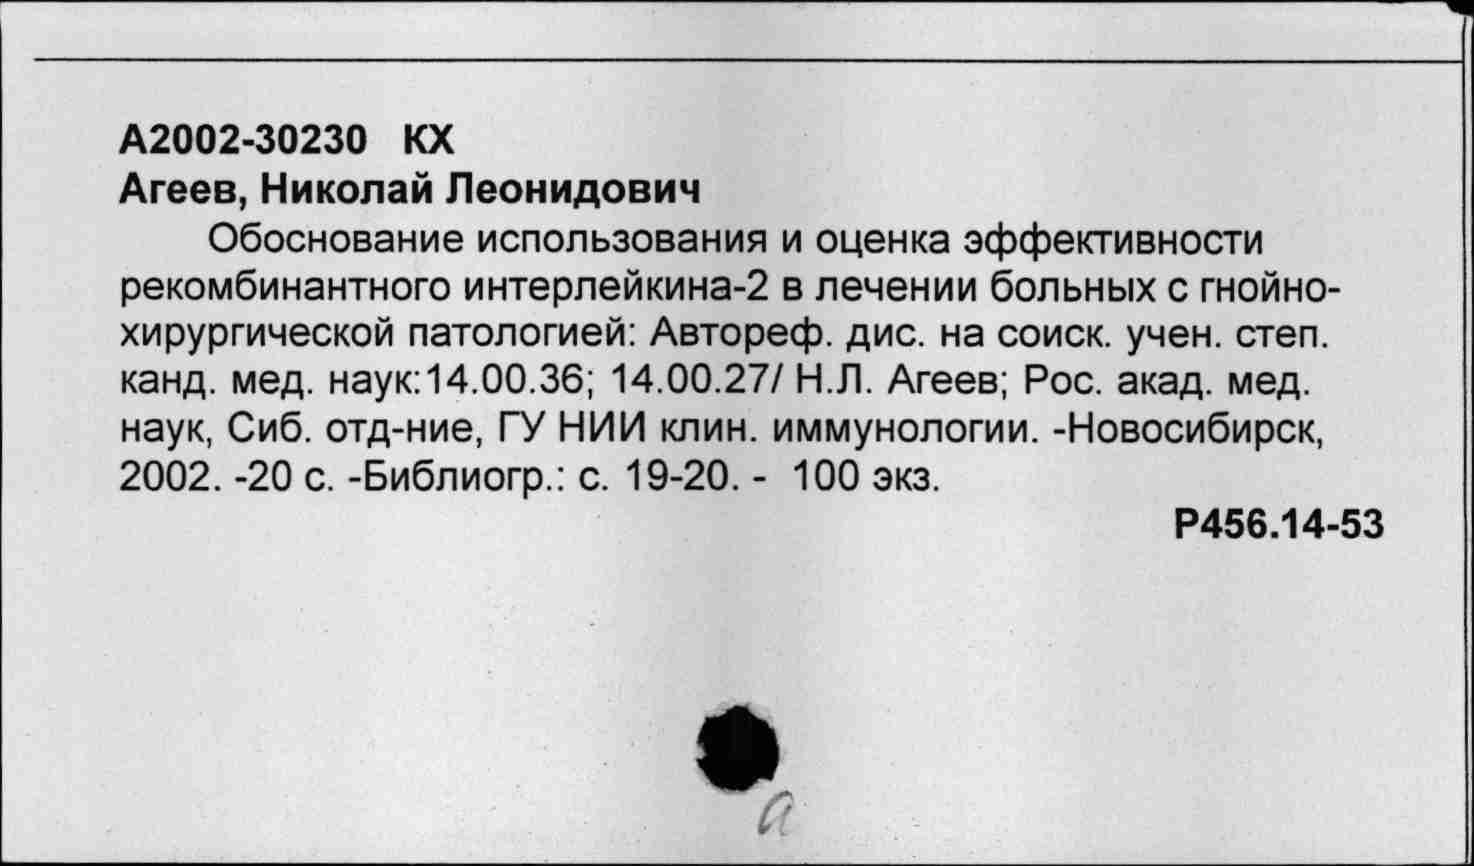 А2002-30230 КХ
Агеев, Николай Леонидович
Обоснование использования и оценка эффективности
рекомбинантного интерлейкина-2 в лечении больных с гнойно-
хирургической патологией: Автореф. дис. на соиск. учен. степ.
канд. мед. наук:14.00.36; 14.00.27/ Н.Л. Агеев; Рос. акад. мед.
наук, Сиб. отд-ние, ГУ НИИ клин. иммунологии. -Новосибирск,
2002. -20 с. -Библиогр.: с. 19-20. - 100 экз.
Р456.14-53
а